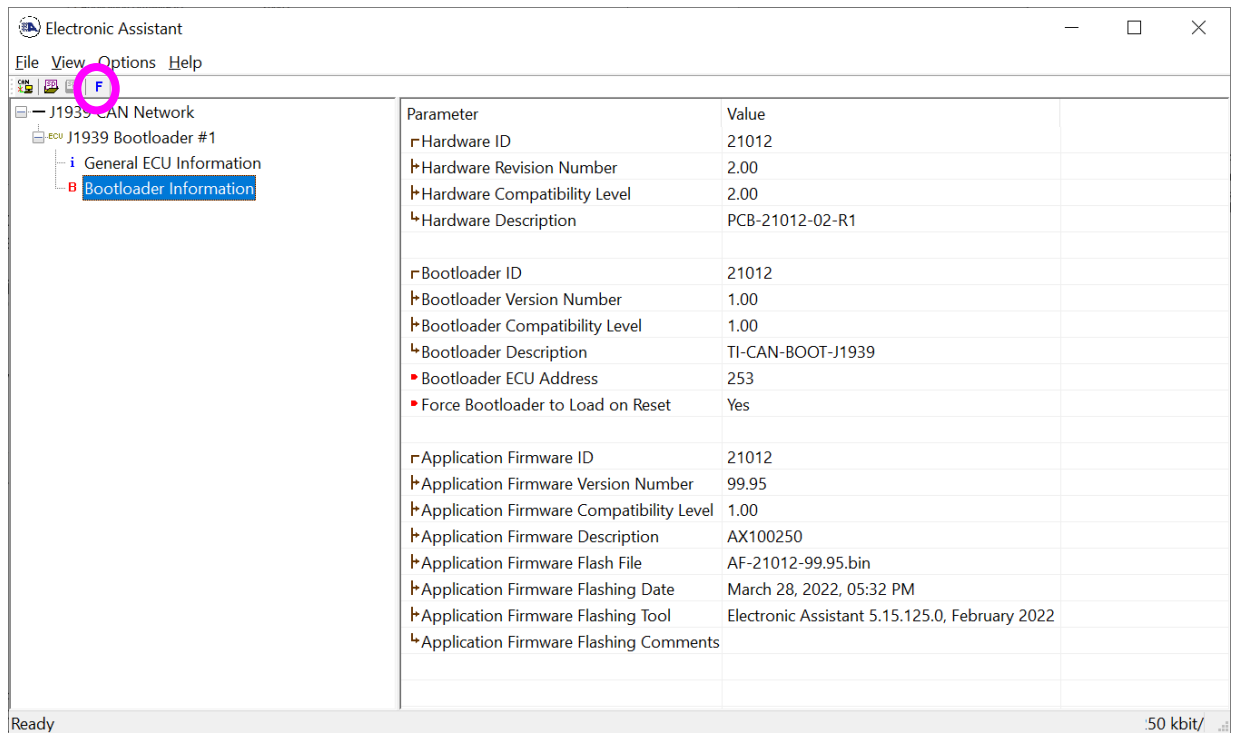 Electronic Assistant
File View Options Help
F
J1939 CAN Network
ECU J1939 Bootloader #1
i General ECU Information
B Bootloader Information
Parameter Value
Hardware ID 21012
Hardware Revision Number 2.00
Hardware Compatibility Level 2.00
Hardware Description PCB-21012-02-R1
Bootloader ID 21012
Bootloader Version Number 1.00
Bootloader Compatibility Level 1.00
Bootloader Description TI-CAN-BOOT-J1939
Bootloader ECU Address 253
Force Bootloader to Load on Reset Yes
Application Firmware ID 21012
Application Firmware Version Number 99.95
Application Firmware Compatibility Level 1.00
Application Firmware Description AX100250
Application Firmware Flash File AF-21012-99.95.bin
Application Firmware Flashing Date March 28, 2022, 05:32 PM
Application Firmware Flashing Tool Electronic Assistant 5.15.125.0, February 2022
Application Firmware Flashing Comments
Ready 50 kbit/